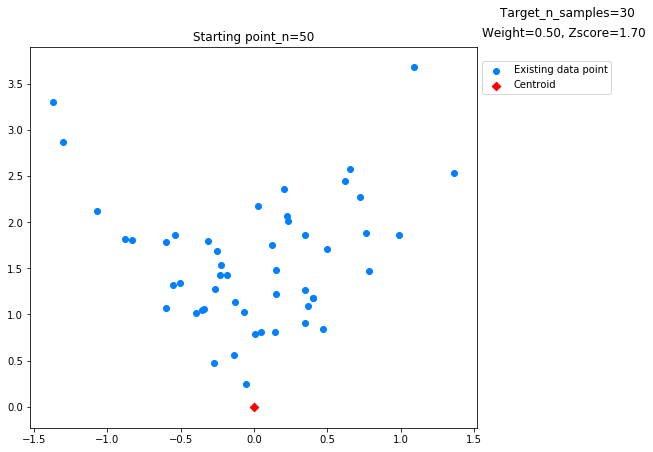 Target_n_samples=30
Weight=0.50, Zscore=1.70
Starting point_n=50
Existing data point
Centroid
3.5
3.0
2.5
2.0
1.5
1.0
0.5
0.0
−1.5 −1.0 −0.5 0.0 0.5 1.0 1.5